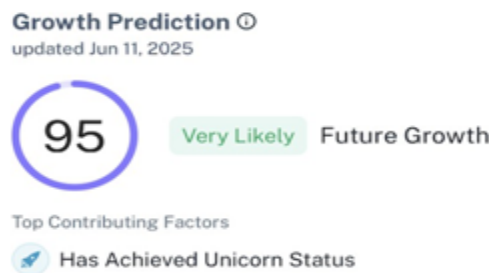 Growth Prediction
updated Jun 11, 2025
95
Very Likely Future Growth
Top Contributing Factors
Has Achieved Unicorn Status